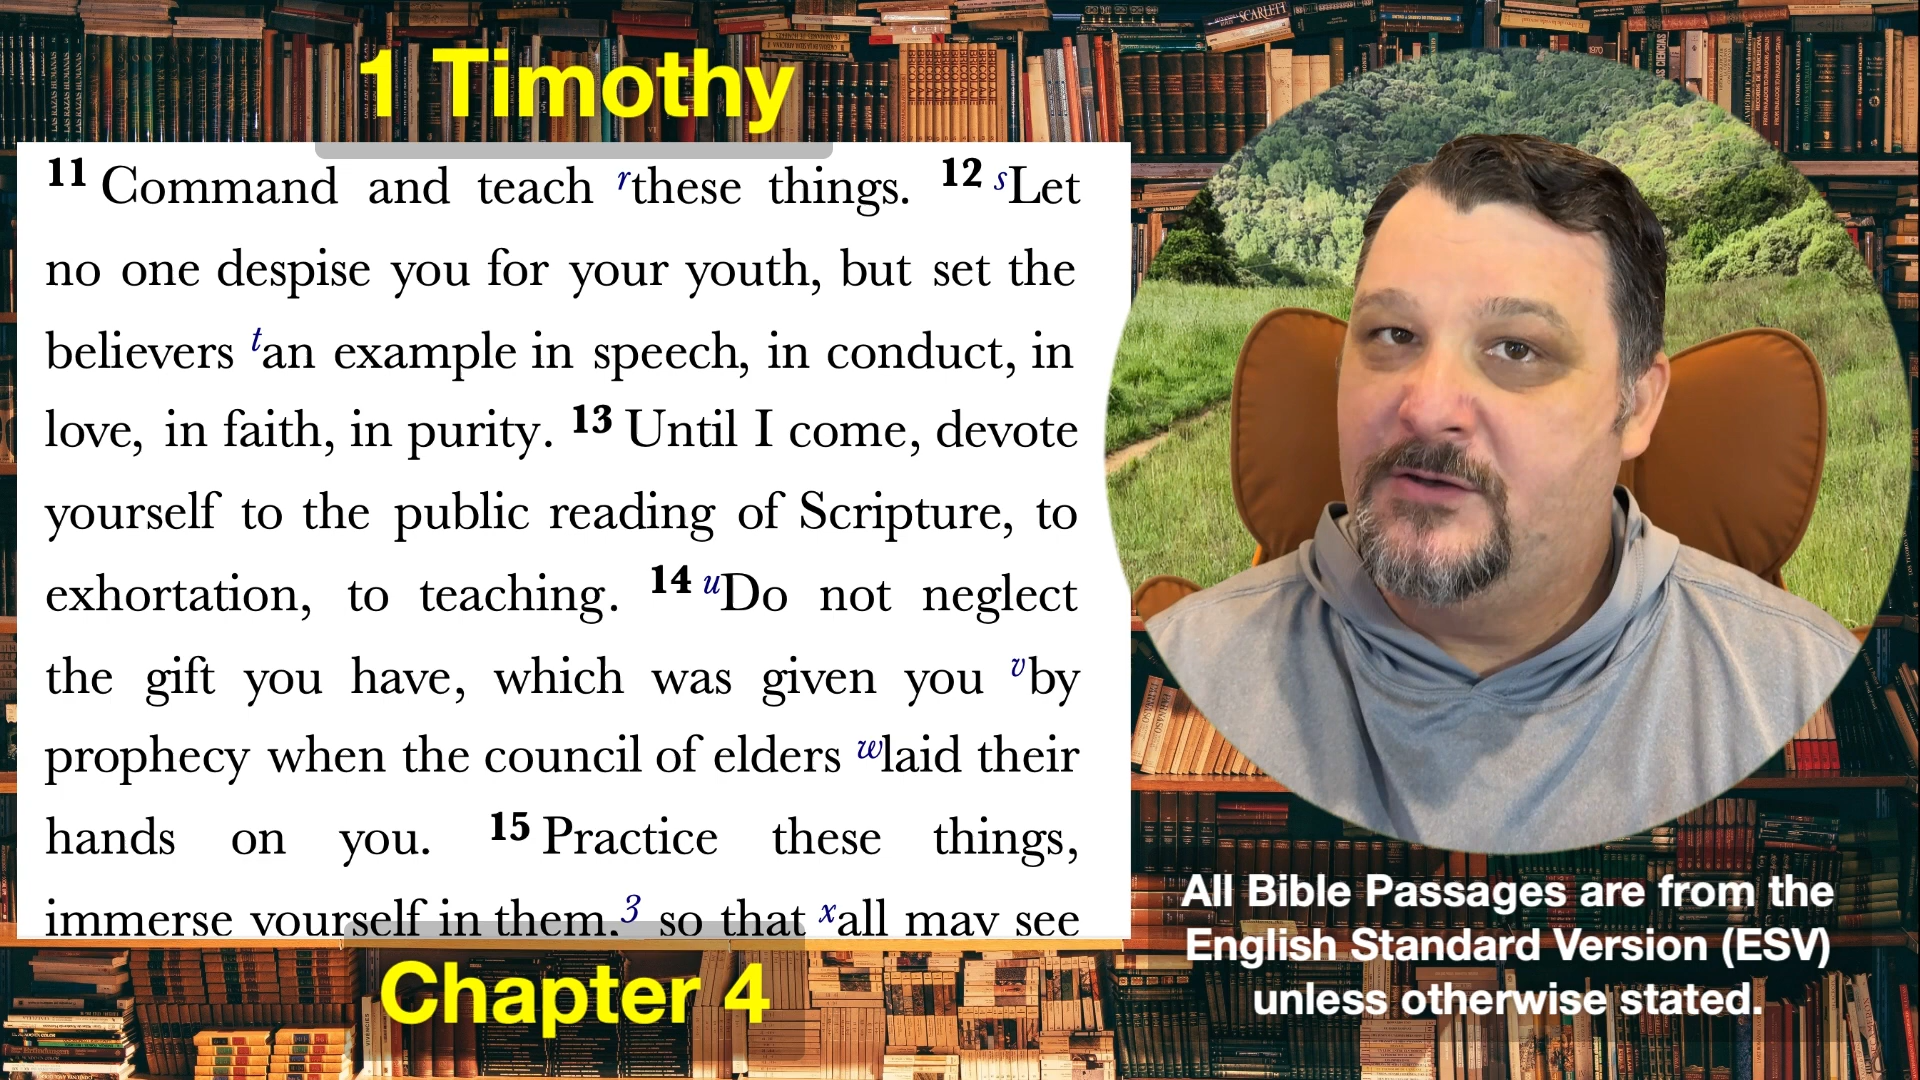 1 Timothy
11 Command and teach rthese things. 12 sLet
no one despise you for your youth, but set the
believers tan example in speech, in conduct, in
love, in faith, in purity. 13 Until I come, devote
yourself to the public reading of Scripture, to
exhortation, to teaching. 14 uDo not neglect
the gift you have, which was given you vby
prophecy when the council of elders wlaid their
hands on you. 15 Practice these things,
immerse yourself in them,3 so that xall may see
Chapter 4
SCARLETT
All Bible Passages are from the
English Standard Version (ESV)
unless otherwise stated.